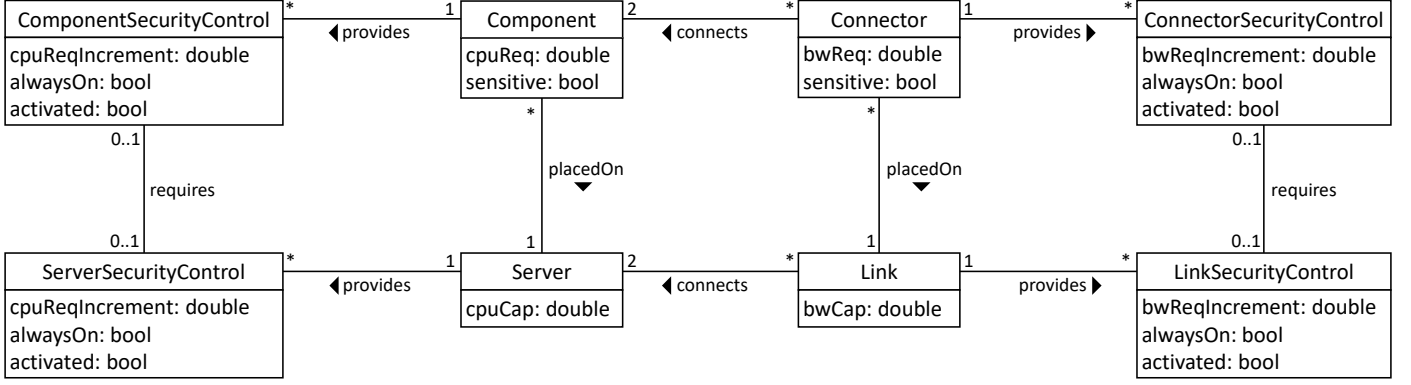 ComponentSecurityControl
cpuReqIncrement: double
alwaysOn: bool
activated: bool
* 1
provides
Component
cpuReq: double
sensitive: bool
2 *
connects
Connector
bwReq: double
sensitive: bool
1 *
provides
ConnectorSecurityControl
bwReqIncrement: double
alwaysOn: bool
activated: bool
0..1
requires
0..1
*
placedOn
1
*
placedOn
1
0..1
requires
0..1
ServerSecurityControl
cpuReqIncrement: double
alwaysOn: bool
activated: bool
* 1
provides
Server
cpuCap: double
2 *
connects
Link
bwCap: double
1 *
provides
LinkSecurityControl
bwReqIncrement: double
alwaysOn: bool
activated: bool